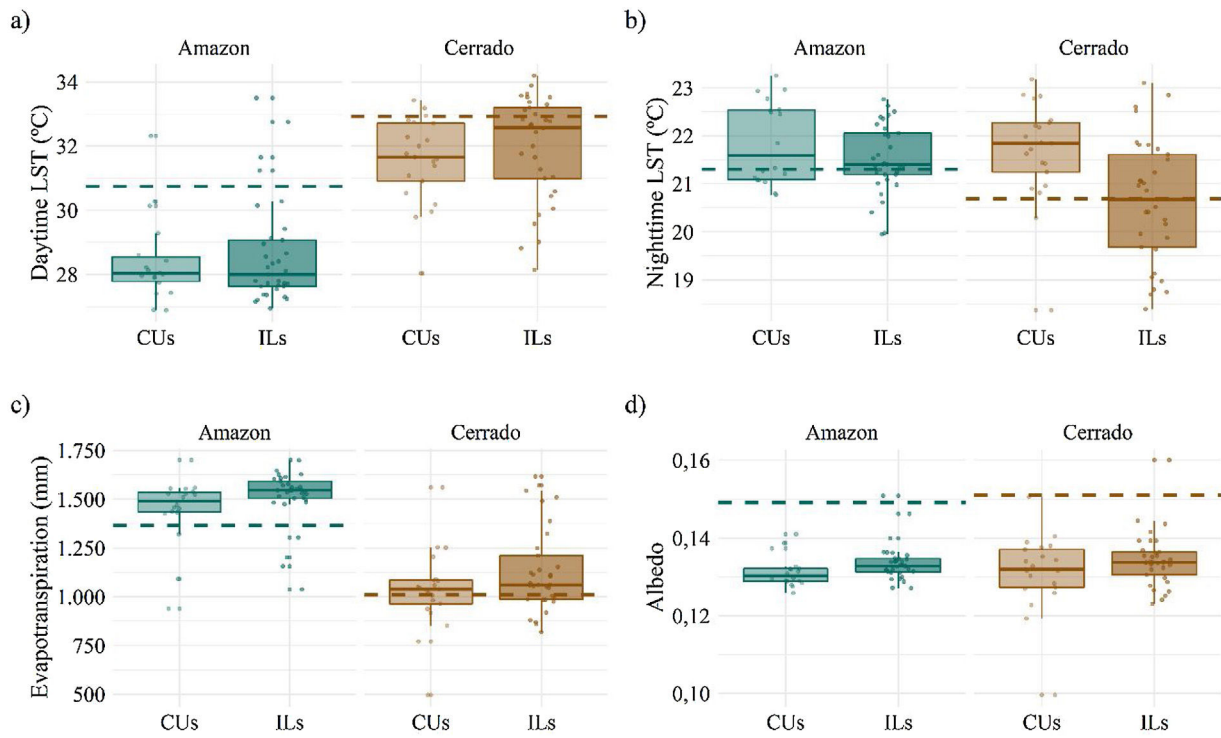 a)
Amazon
Cerrado
Daytime LST (ºC)
34
32
30
28
CUs
ILs
CUs
ILs
b)
Amazon
Cerrado
Nighttime LST (ºC)
23
22
21
20
19
CUs
ILs
CUs
ILs
c)
Amazon
Cerrado
Evapotranspiration (mm)
1.750
1.500
1.250
1.000
750
500
CUs
ILs
CUs
ILs
d)
Amazon
Cerrado
Albedo
0,16
0,14
0,12
0,10
CUs
ILs
CUs
ILs